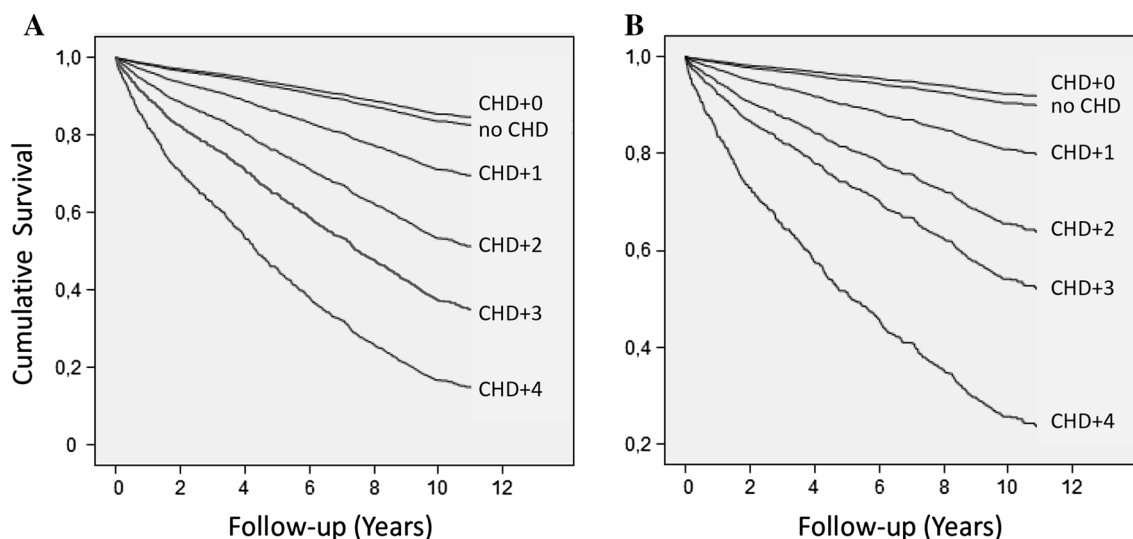 A
Cumulative Survival
1,0
0,8
0,6
0,4
0,2
0
CHD+0
no CHD
CHD+1
CHD+2
CHD+3
CHD+4
0 2 4 6 8 10 12
Follow-up (Years)
B
1,0
0,8
0,6
0,4
0,2
CHD+0
no CHD
CHD+1
CHD+2
CHD+3
CHD+4
0 2 4 6 8 10 12
Follow-up (Years)